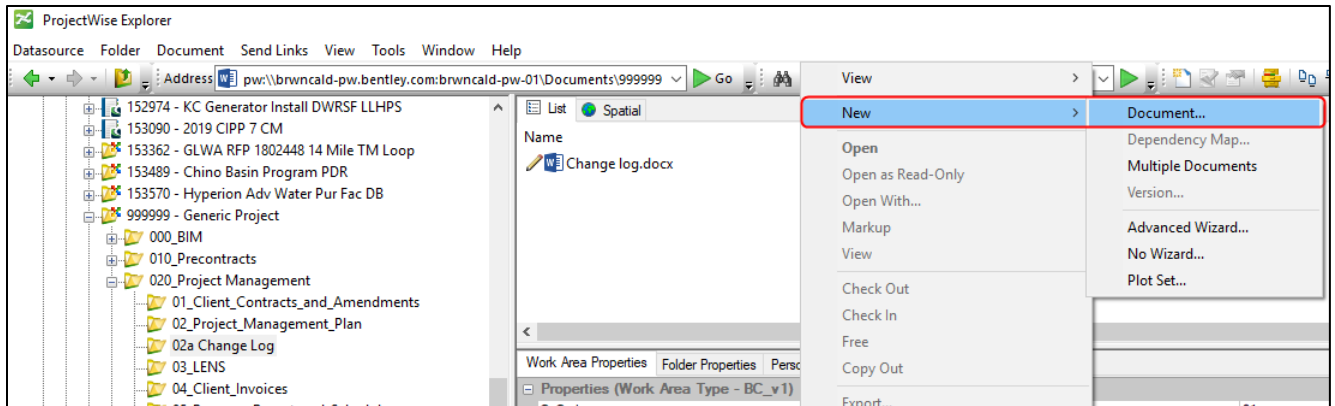 ProjectWise Explorer
Datasource Folder Document Send Links View Tools Window Help
Address pw:\\brwncald-pw.bentley.com:brwncald-pw-01\Documents\999999 Go
152974 - KC Generator Install DWRSF LLHPS
153090 - 2019 CIPP 7 CM
153362 - GLWA RFP 1802448 14 Mile TM Loop
153489 - Chino Basin Program PDR
153570 - Hyperion Adv Water Pur Fac DB
999999 - Generic Project
000_BIM
010_Precontracts
020_Project Management
01_Client_Contracts_and_Amendments
02_Project_Management_Plan
02a Change Log
03_LENS
04_Client_Invoices
List Spatial
Name
Change log.docx
Work Area Properties Folder Properties Perso
Properties (Work Area Type - BC_v1)
View
New
Open
Open as Read-Only
Open With...
Markup
View
Check Out
Check In
Free
Copy Out
Export...
Document...
Dependency Map...
Multiple Documents
Version...
Advanced Wizard...
No Wizard...
Plot Set...